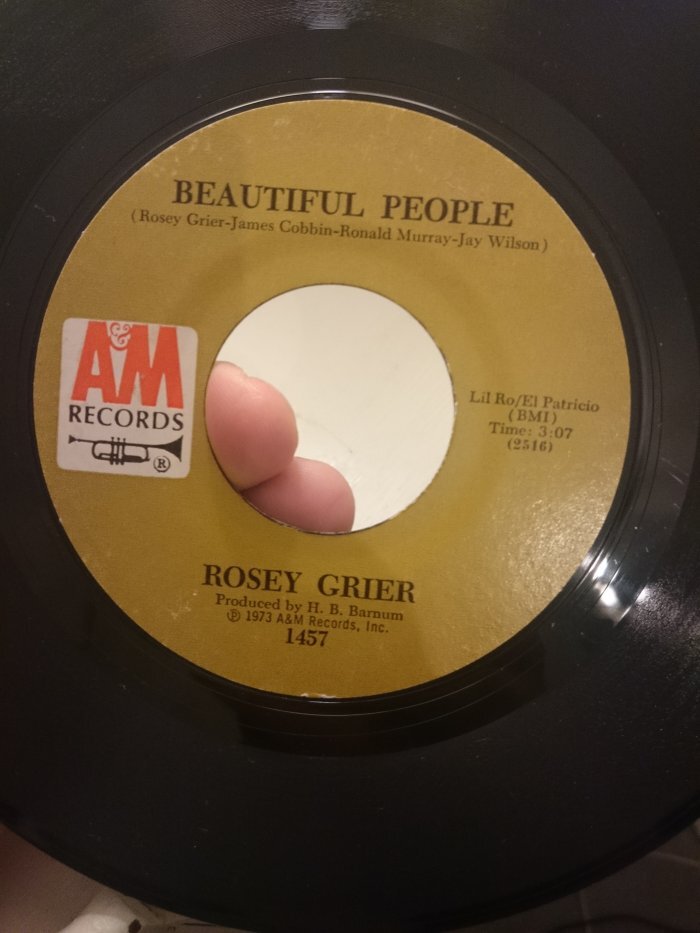 BEAUTIFUL PEOPLE
(Rosey Grier-James Cobbin-Ronald Murray-Jay Wilson)
A&M
RECORDS
®
Lil Ro/El Patricio
(BMI)
Time: 3:07
(2516)
ROSEY GRIER
Produced by H. B. Barnum
℗ 1973 A&M Records, Inc.
1457